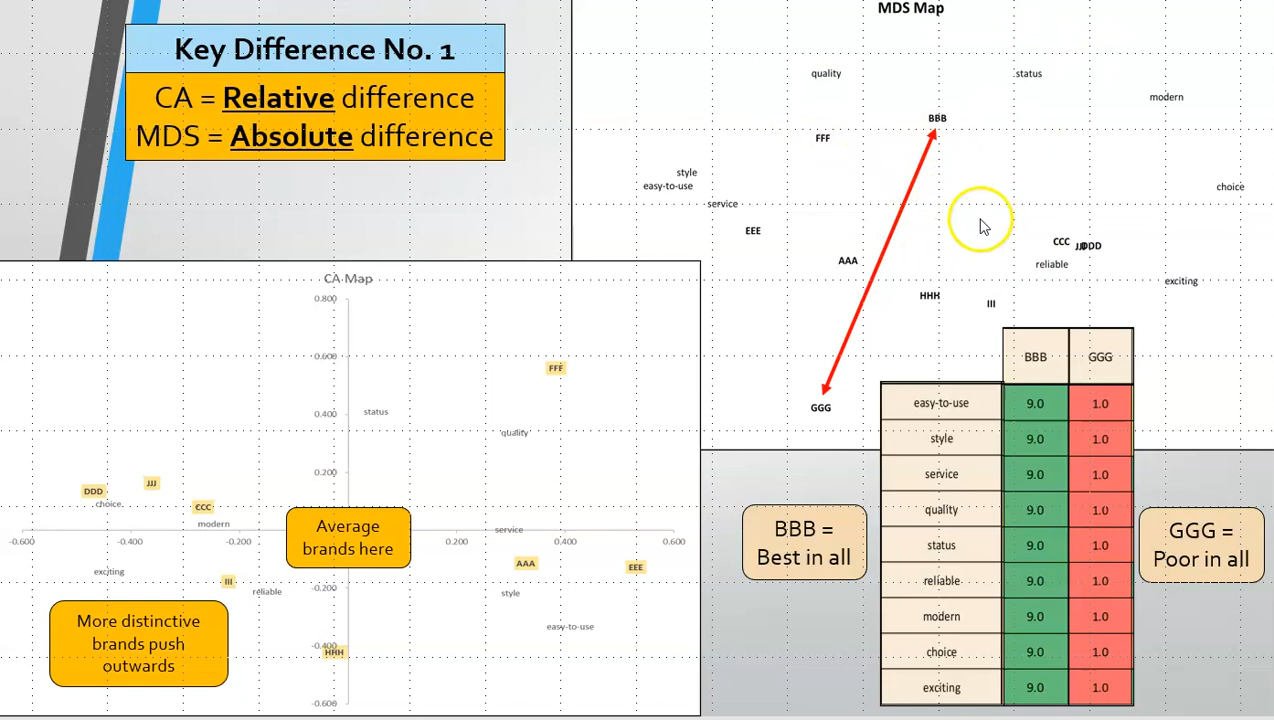 Key Difference No. 1
CA = Relative difference
MDS = Absolute difference
MDS Map
quality
status
modern
BBB
FFF
style
easy-to-use
choice
service
EEE
CCC
JJJ
DDD
AAA
reliable
exciting
HHH
III
GGG
CA Map
0.800
0.600
FFF
0.400
status
quality
0.200
JJJ
DDD
choice
CCC
modern
service
-0.600
-0.400
-0.200
0.200
0.400
0.600
Average
brands here
AAA
EEE
exciting
III
-0.200
reliable
style
easy-to-use
-0.400
HHH
-0.600
More distinctive
brands push
outwards
BBB GGG
easy-to-use 9.0 1.0
style 9.0 1.0
service 9.0 1.0
quality 9.0 1.0
status 9.0 1.0
reliable 9.0 1.0
modern 9.0 1.0
choice 9.0 1.0
exciting 9.0 1.0
BBB =
Best in all
GGG =
Poor in all